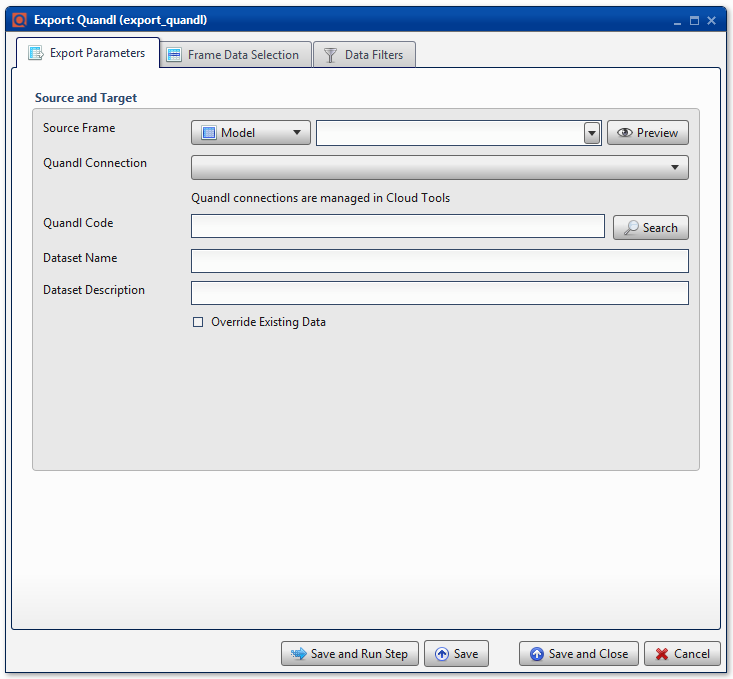 Export: Quandl (export_quandl)
Export Parameters Frame Data Selection Data Filters
Source and Target
Source Frame Model Preview
Quandl Connection
Quandl connections are managed in Cloud Tools
Quandl Code Search
Dataset Name
Dataset Description
Override Existing Data
Save and Run Step Save Save and Close Cancel